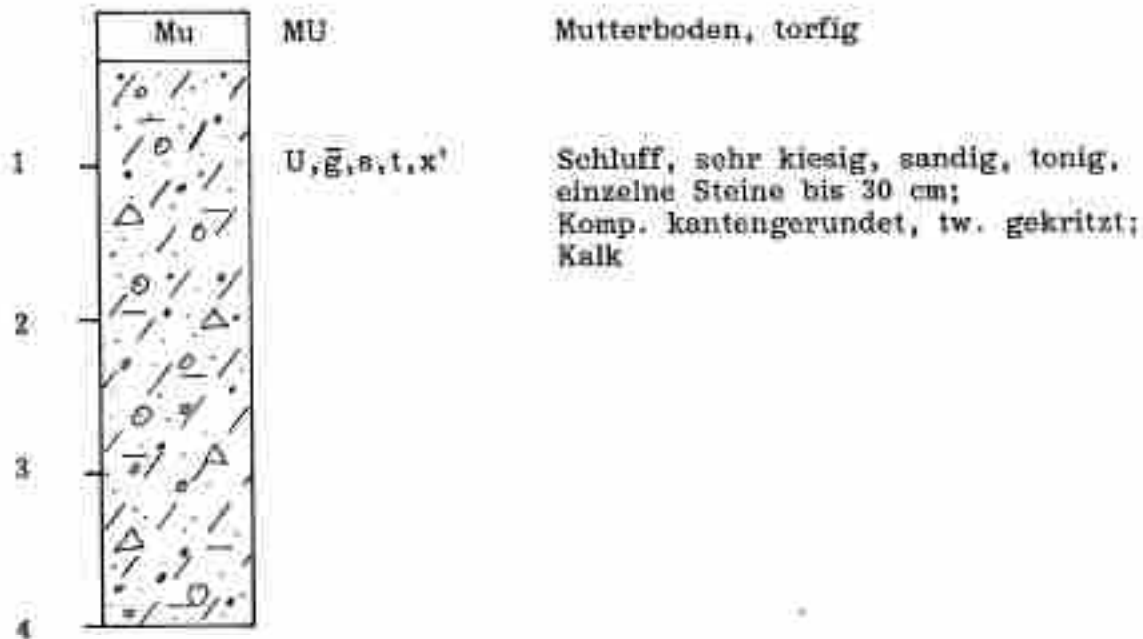 Mu MU Mutterboden, torfig
1 U,g̅,s,t,x' Schluff, sehr kiesig, sandig, tonig,
einzelne Steine bis 30 cm;
Komp. kantengerundet, tw. gekritzt;
Kalk
2
3
4